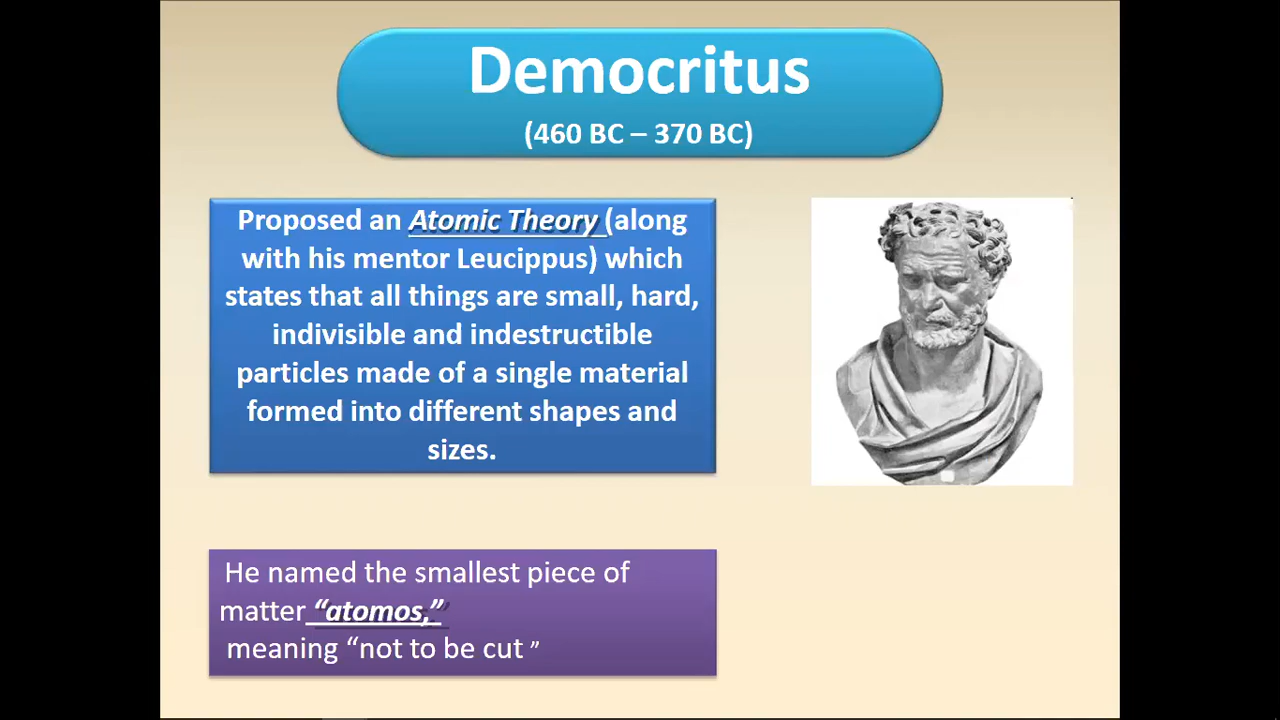 Democritus
(460 BC – 370 BC)
Proposed an Atomic Theory (along
with his mentor Leucippus) which
states that all things are small, hard,
indivisible and indestructible
particles made of a single material
formed into different shapes and
sizes.
He named the smallest piece of
matter “atomos,”
meaning “not to be cut ”